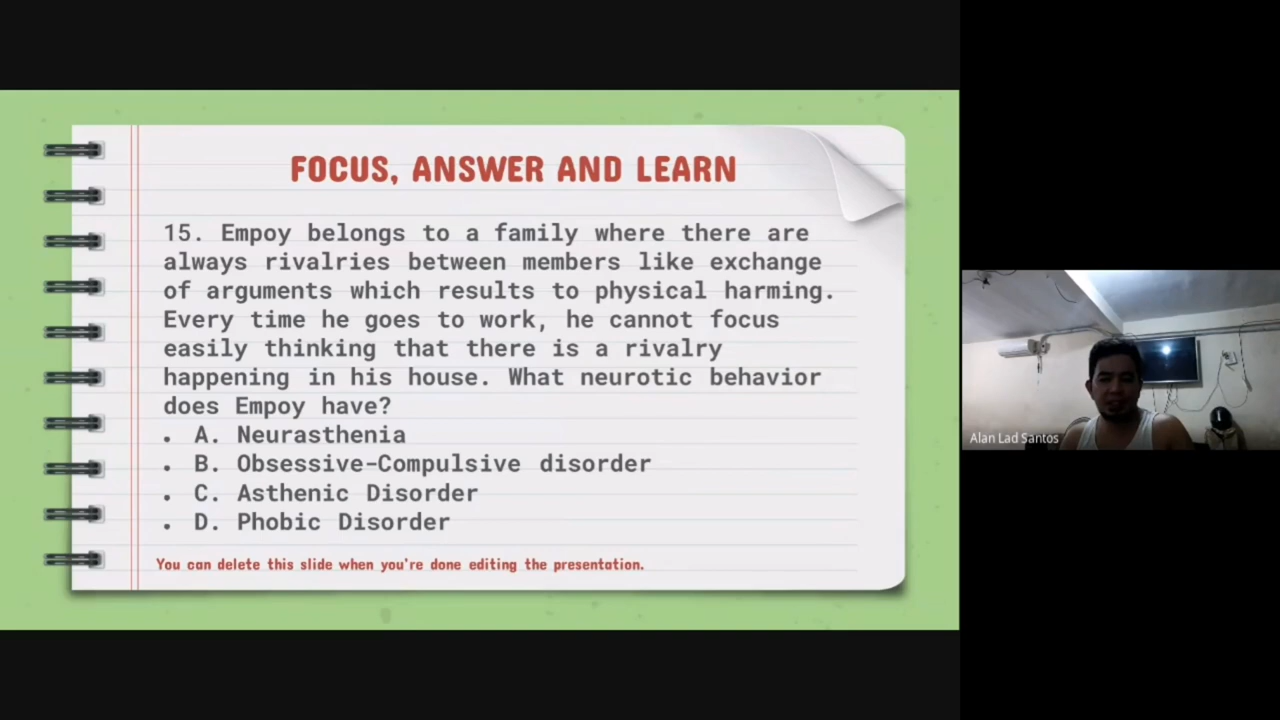 FOCUS, ANSWER AND LEARN
15. Empoy belongs to a family where there are
always rivalries between members like exchange
of arguments which results to physical harming.
Every time he goes to work, he cannot focus
easily thinking that there is a rivalry
happening in his house. What neurotic behavior
does Empoy have?
• A. Neurasthenia
• B. Obsessive-Compulsive disorder
• C. Asthenic Disorder
• D. Phobic Disorder
You can delete this slide when you're done editing the presentation.
Alan Lad Santos